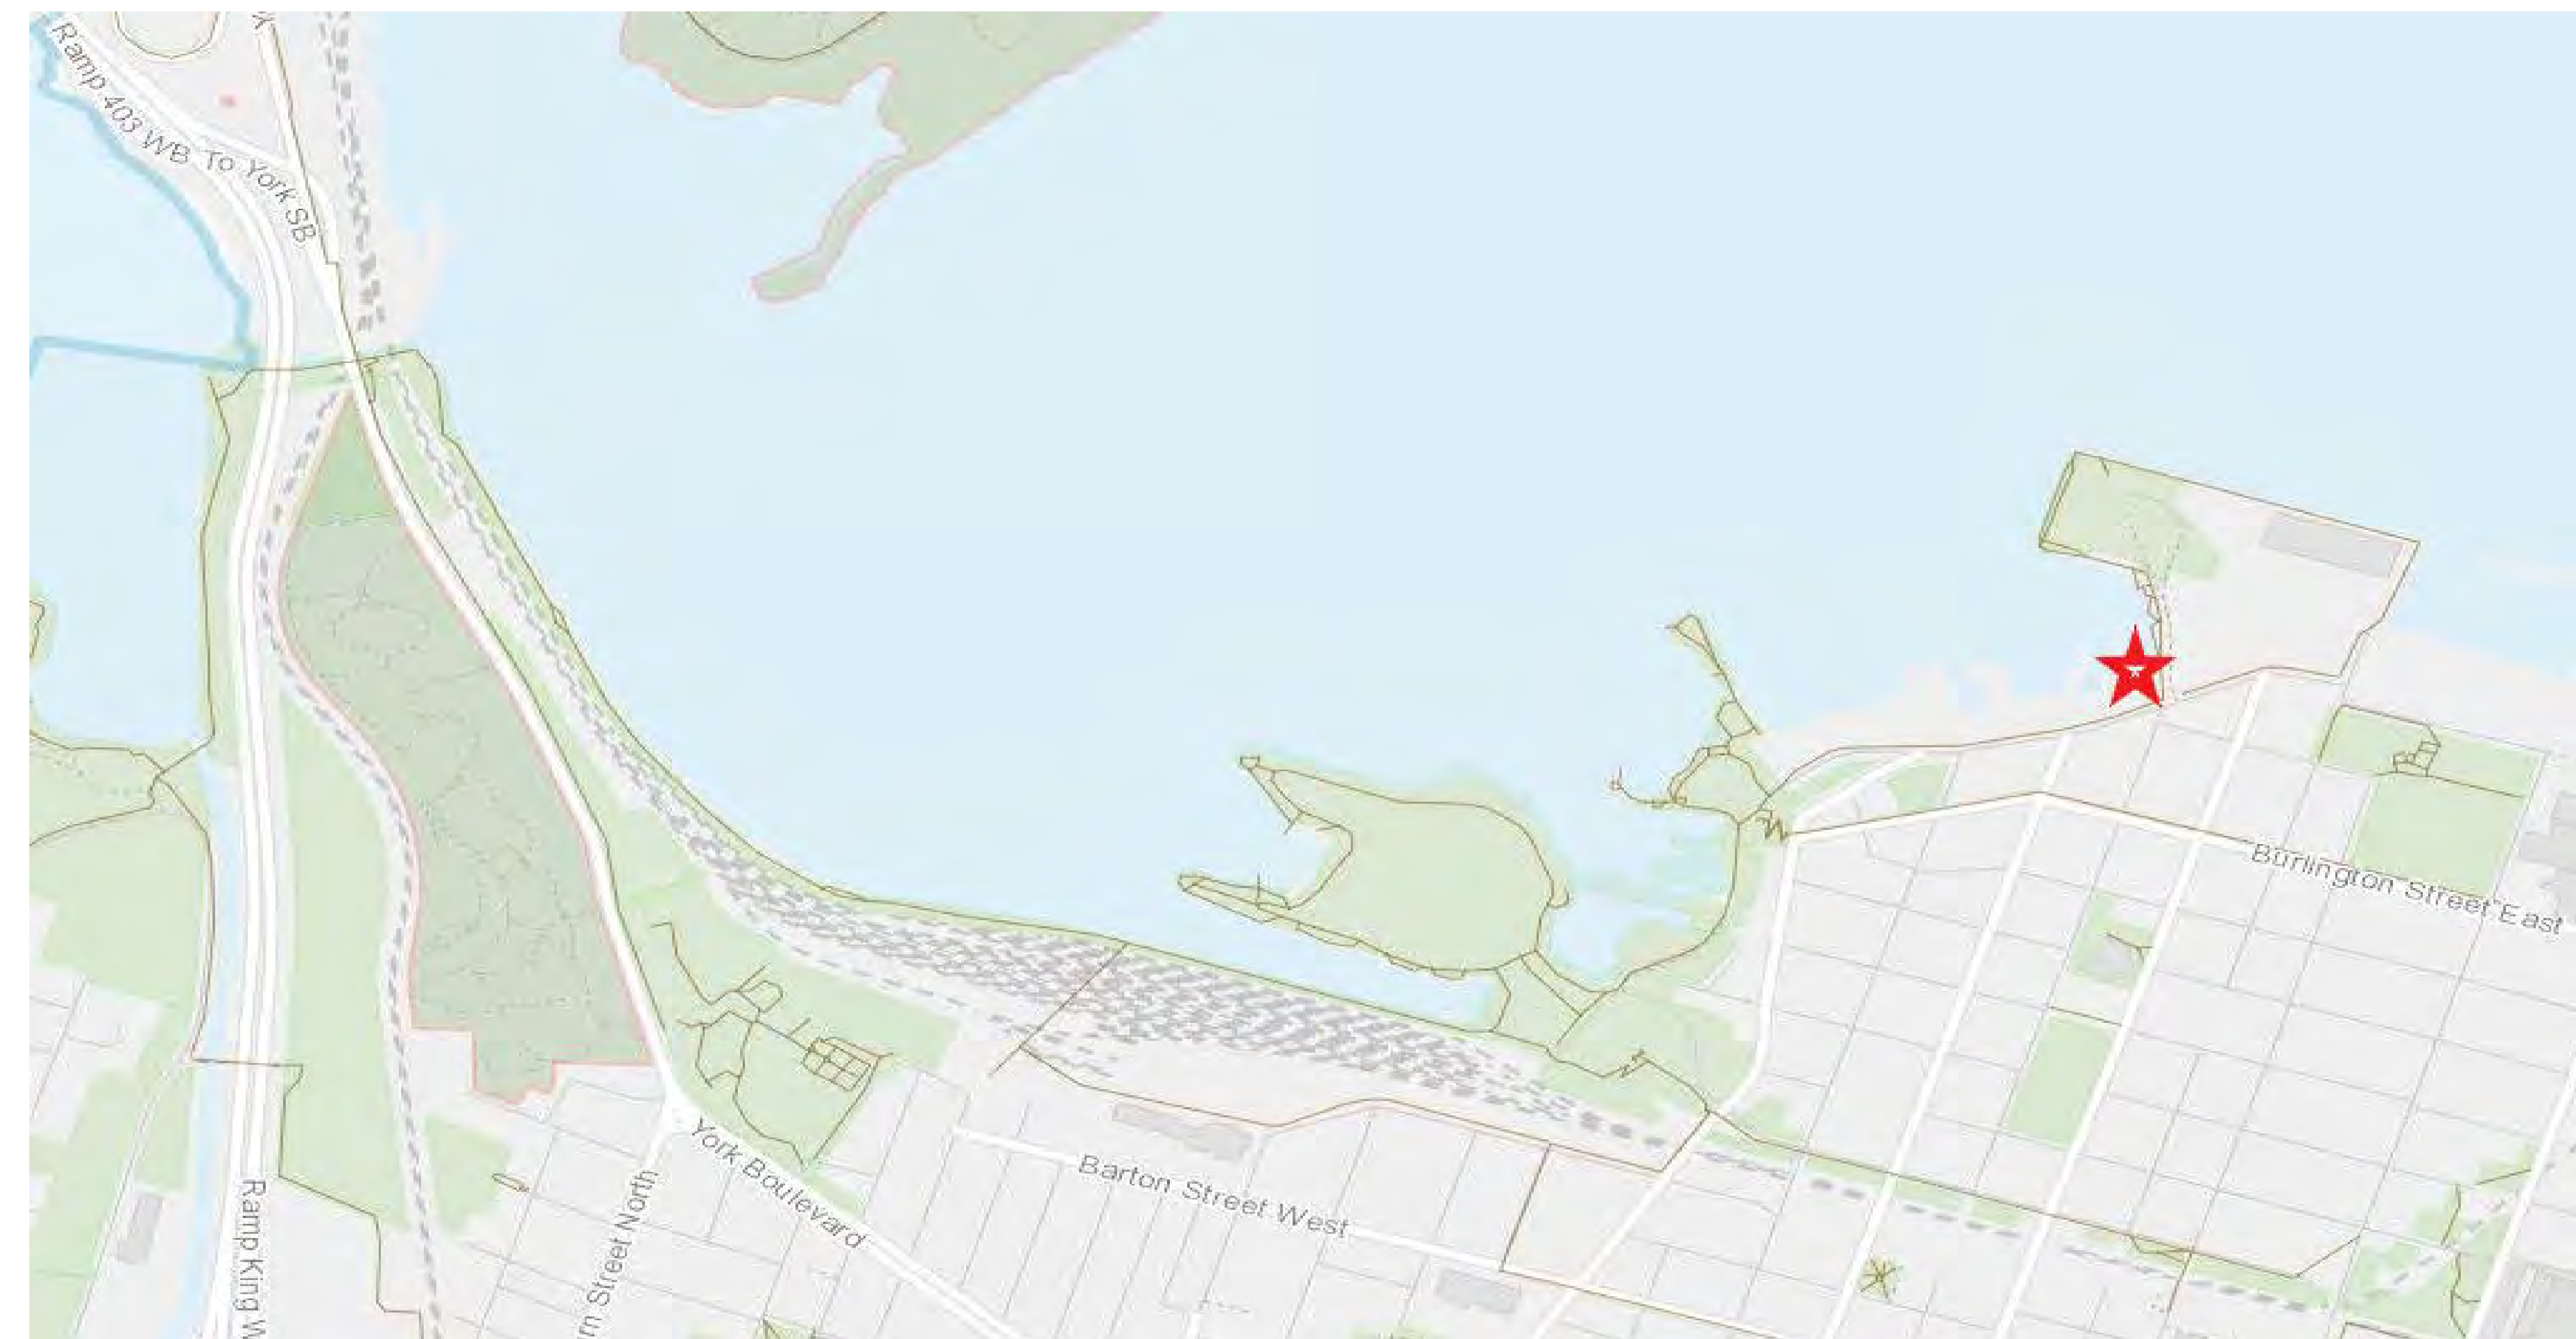 Ramp 403 WB To York SB
Burlington Street East
York Boulevard
Barton Street West
Street North
Ramp King